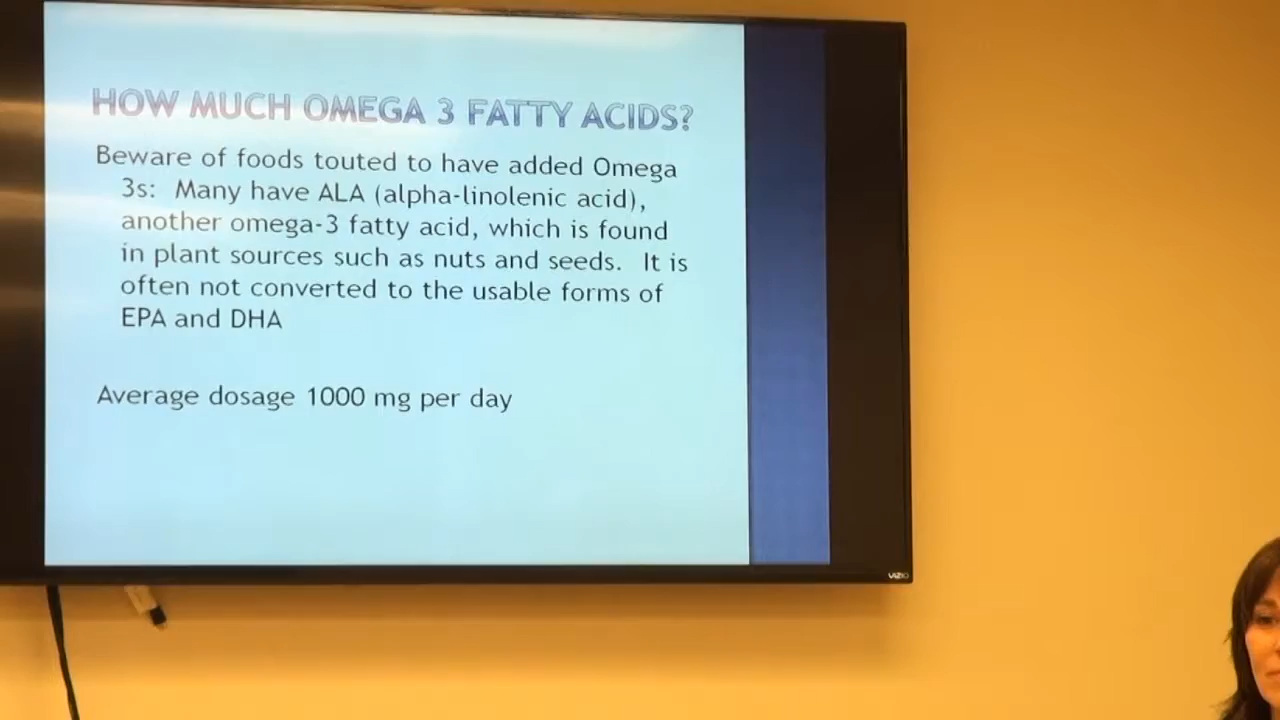 HOW MUCH OMEGA 3 FATTY ACIDS?
Beware of foods touted to have added Omega
3s: Many have ALA (alpha-linolenic acid),
another omega-3 fatty acid, which is found
in plant sources such as nuts and seeds. It is
often not converted to the usable forms of
EPA and DHA
Average dosage 1000 mg per day
VIZIO